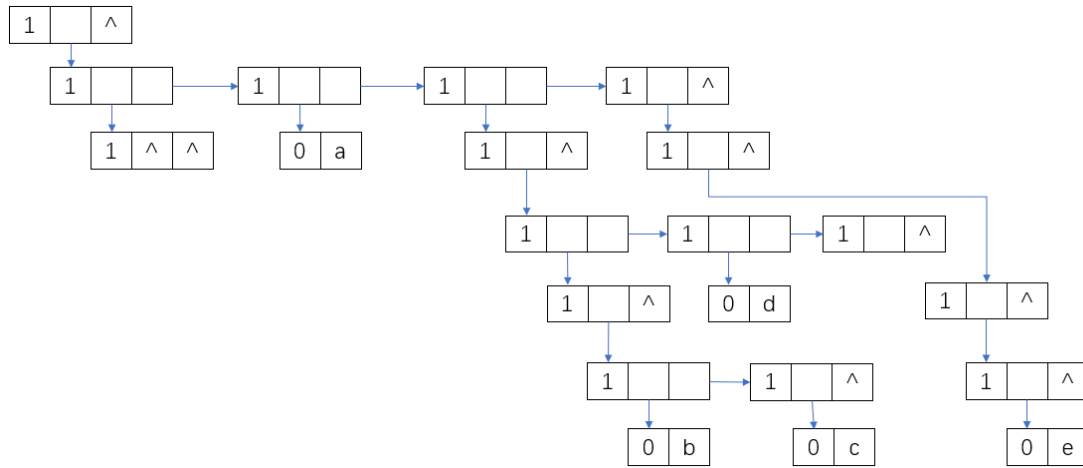 1 ^
1 1 1 1 ^
1 ^ ^ 0 a 1 ^ 1 ^
1 1 1 ^
1 ^ 0 d 1 ^
1 1 ^ 1 ^
0 b 0 c 0 e